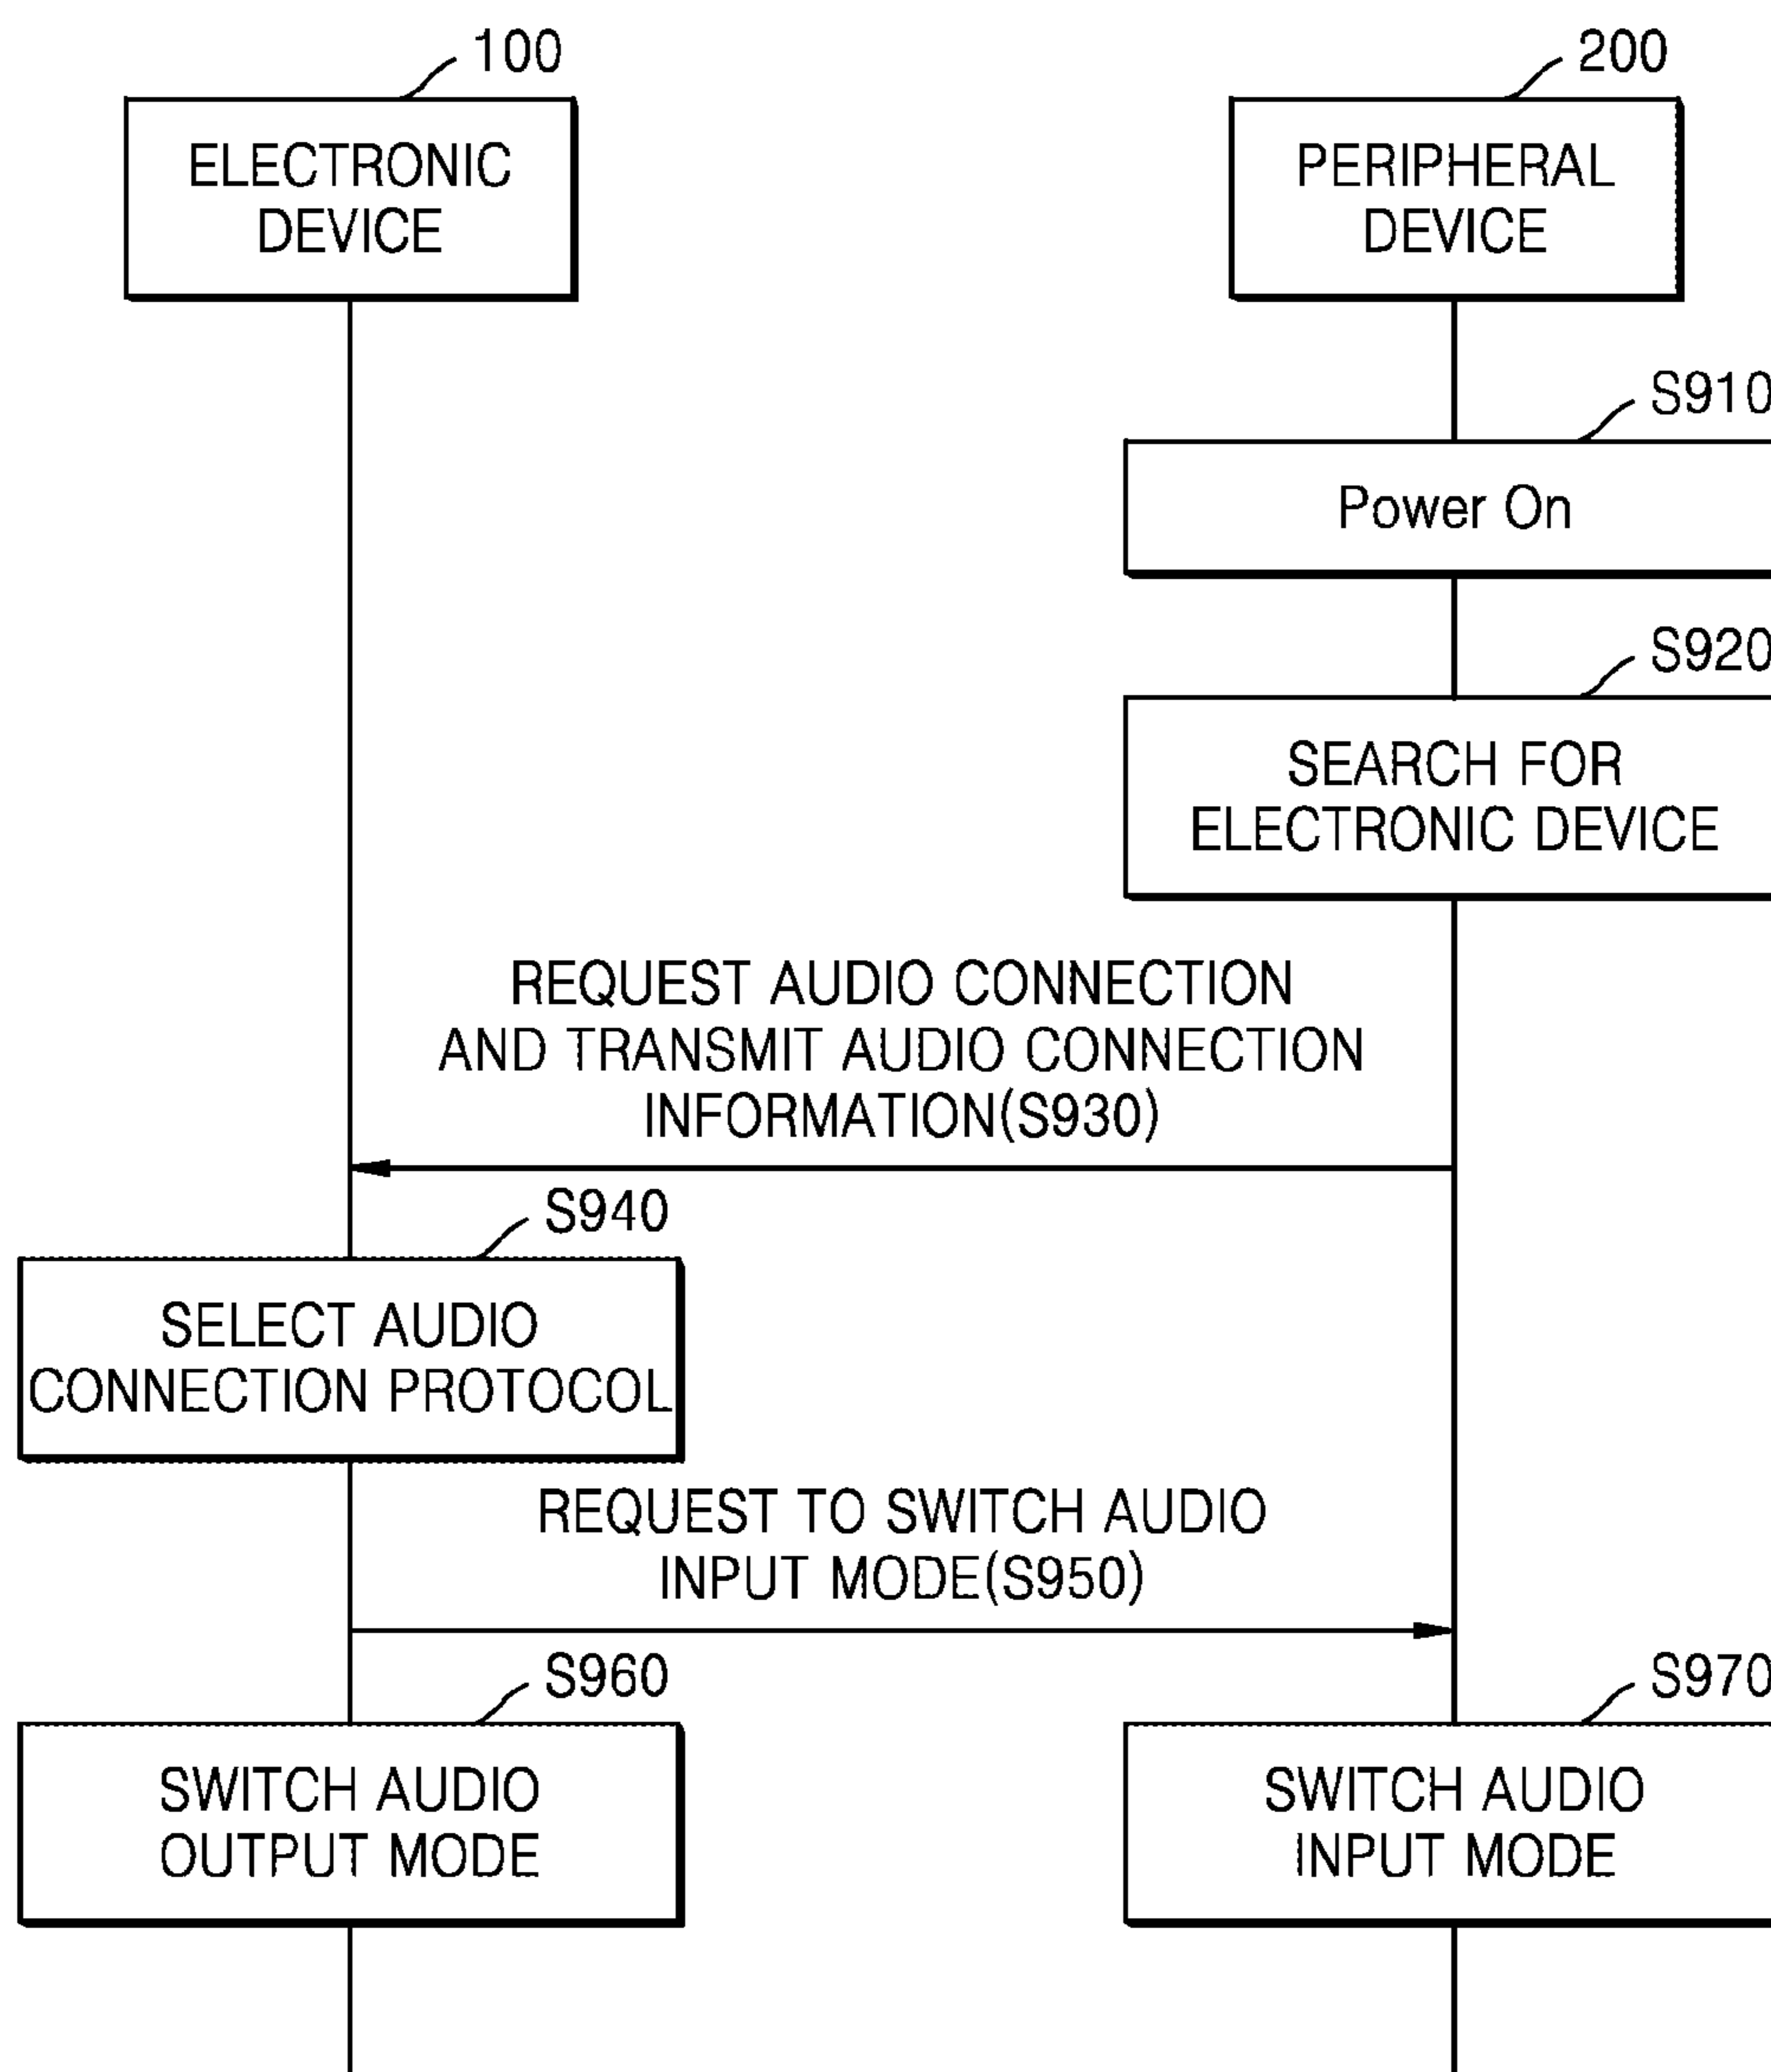 100
200
ELECTRONIC
DEVICE
PERIPHERAL
DEVICE
S910
Power On
S920
SEARCH FOR
ELECTRONIC DEVICE
REQUEST AUDIO CONNECTION
AND TRANSMIT AUDIO CONNECTION
INFORMATION(S930)
S940
SELECT AUDIO
CONNECTION PROTOCOL
REQUEST TO SWITCH AUDIO
INPUT MODE(S950)
S960
S970
SWITCH AUDIO
OUTPUT MODE
SWITCH AUDIO
INPUT MODE